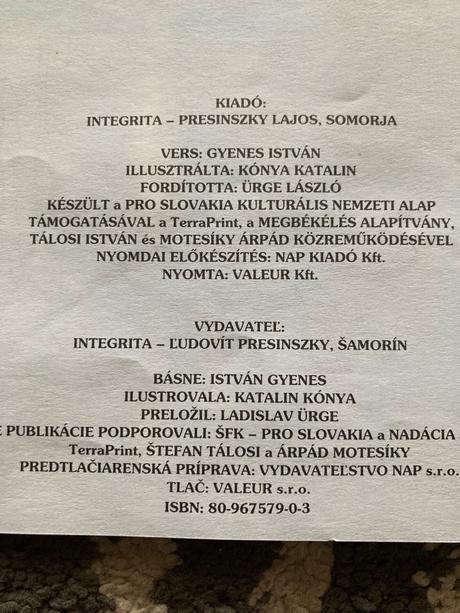 KIADÓ:
INTEGRITA – PRESINSZKY LAJOS, SOMORJA
VERS: GYENES ISTVÁN
ILLUSZTRÁLTA: KÓNYA KATALIN
FORDÍTOTTA: ÜRGE LÁSZLÓ
KÉSZÜLT a PRO SLOVAKIA KULTURÁLIS NEMZETI ALAP
TÁMOGATÁSÁVAL a TerraPrint, a MEGBÉKÉLÉS ALAPÍTVÁNY,
TÁLOSI ISTVÁN és MOTESÍKY ÁRPÁD KÖZREMŰKÖDÉSÉVEL
NYOMDAI ELŐKÉSZÍTÉS: NAP KIADÓ Kft.
NYOMTA: VALEUR Kft.
VYDAVATEĽ:
INTEGRITA – ĽUDOVÍT PRESINSZKY, ŠAMORÍN
BÁSNE: ISTVÁN GYENES
ILUSTROVALA: KATALIN KÓNYA
PRELOŽIL: LADISLAV ÜRGE
E PUBLIKÁCIE PODPOROVALI: ŠFK – PRO SLOVAKIA a NADÁCIA
TerraPrint, ŠTEFAN TÁLOSI a ÁRPÁD MOTESÍKY
PREDTLAČIARENSKÁ PRÍPRAVA: VYDAVATEĽSTVO NAP s.r.o.
TLAČ: VALEUR s.r.o.
ISBN: 80-967579-0-3